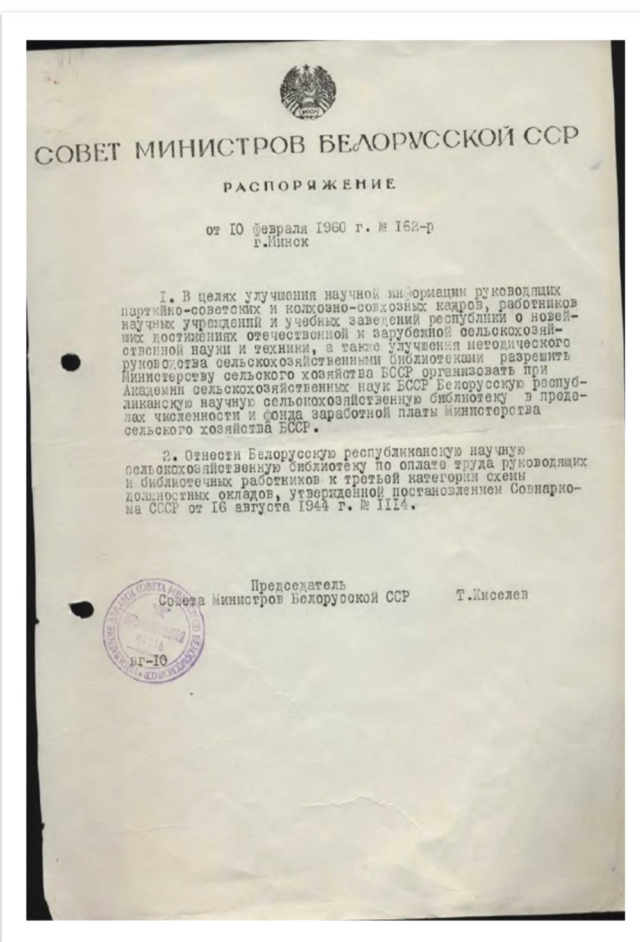 СОВЕТ МИНИСТРОВ БЕЛОРУССКОЙ ССР
РАСПОРЯЖЕНИЕ
от 10 февраля 1960 г. № 162-р
г.Минск
I. В целях улучшения научной информации руководящих
партийно-советских и колхозно-совхозных кадров, работников
научных учреждений и учебных заведений республики о новей-
ших достижениях отечественной и зарубежной сельскохозяй-
ственной науки и техники, а также улучшения методического
руководства сельскохозяйственными библиотеками разрешить
Министерству сельского хозяйства БССР организовать при
Академии сельскохозяйственных наук БССР Белорусскую респуб-
ликанскую научную сельскохозяйственную библиотеку в преде-
лах численности и фонда заработной платы Министерства
сельского хозяйства БССР.
2. Отнести Белорусскую республиканскую научную
сельскохозяйственную библиотеку по оплате труда руководящих
и библиотечных работников к третьей категории схемы
должностных окладов, утвержденной постановлением Совнарко-
ма СССР от 16 августа 1944 г. № 1114.
Председатель
Совета Министров Белорусской ССР Т.Киселев
вг-10